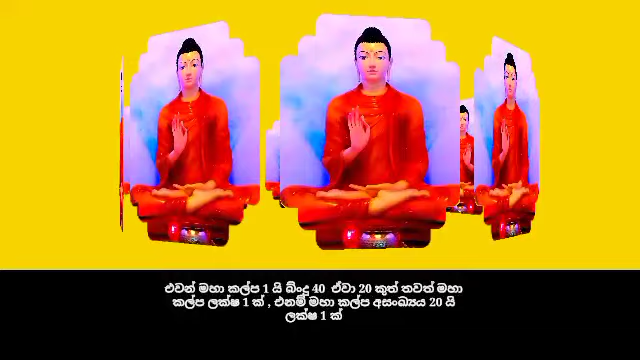 එවන් මහා කල්ප 1 යි බිංදු 40 ඒවා 20 කුත් තවත් මහා
කල්ප ලක්ෂ 1 ක් , එනම් මහා කල්ප අසංඛ්‍යය 20 යි
ලක්ෂ 1 ක්